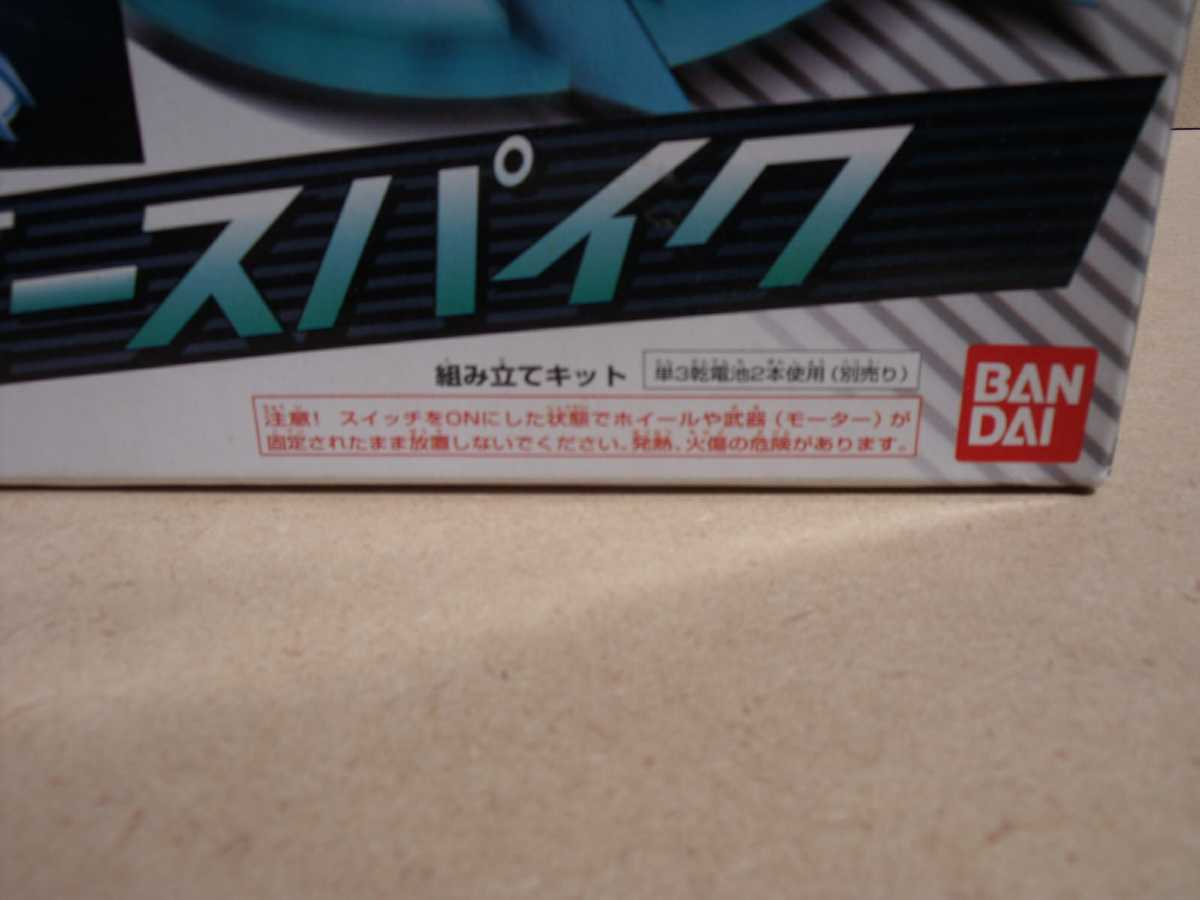 ースパイク
組み立てキット
単3乾電池2本使用(別売り)
注意! スイッチをONにした状態でホイールや武器(モーター)が
固定されたまま放置しないでください。発熱、火傷の危険があります。
BAN
DAI